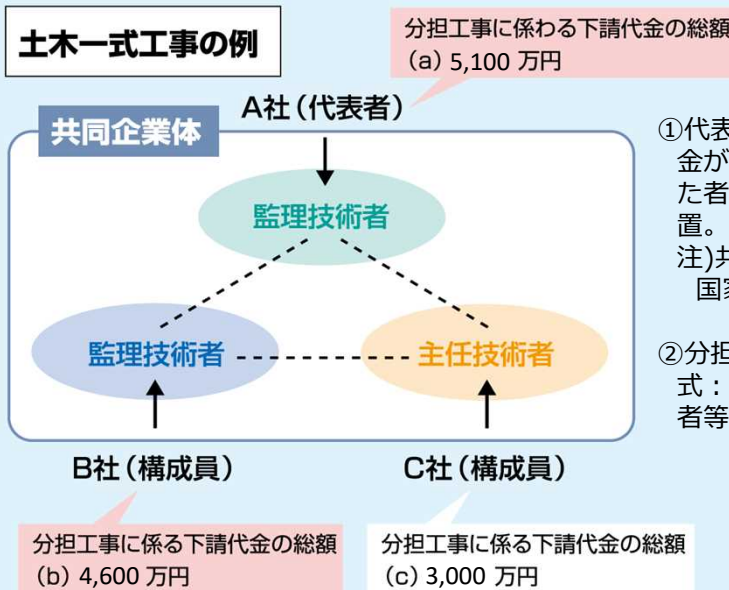 土木一式工事の例
分担工事に係わる下請代金の総額
(a) 5,100 万円
A社（代表者）
共同企業体
監理技術者
監理技術者
主任技術者
B社（構成員）
C社（構成員）
分担工事に係る下請代金の総額
(b) 4,600 万円
分担工事に係る下請代金の総額
(c) 3,000 万円
①代表
金が
た者
置。
注)共
国家
②分担
式：
者等